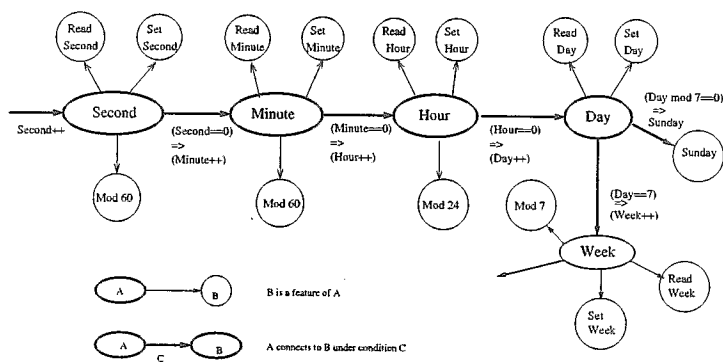 Read
Second
Set
Second
Read
Minute
Set
Minute
Read
Hour
Set
Hour
Read
Day
Set
Day
Second++
Second
(Second==0)
=>
(Minute++)
Minute
(Minute==0)
=>
(Hour++)
Hour
(Hour==0)
=>
(Day++)
Day
(Day mod 7==0)
=>
Sunday
Sunday
Mod 60
Mod 60
Mod 24
(Day==7)
=>
(Week++)
Mod 7
Week
Read
Week
Set
Week
A
B
B is a feature of A
A
C
B
A connects to B under condition C